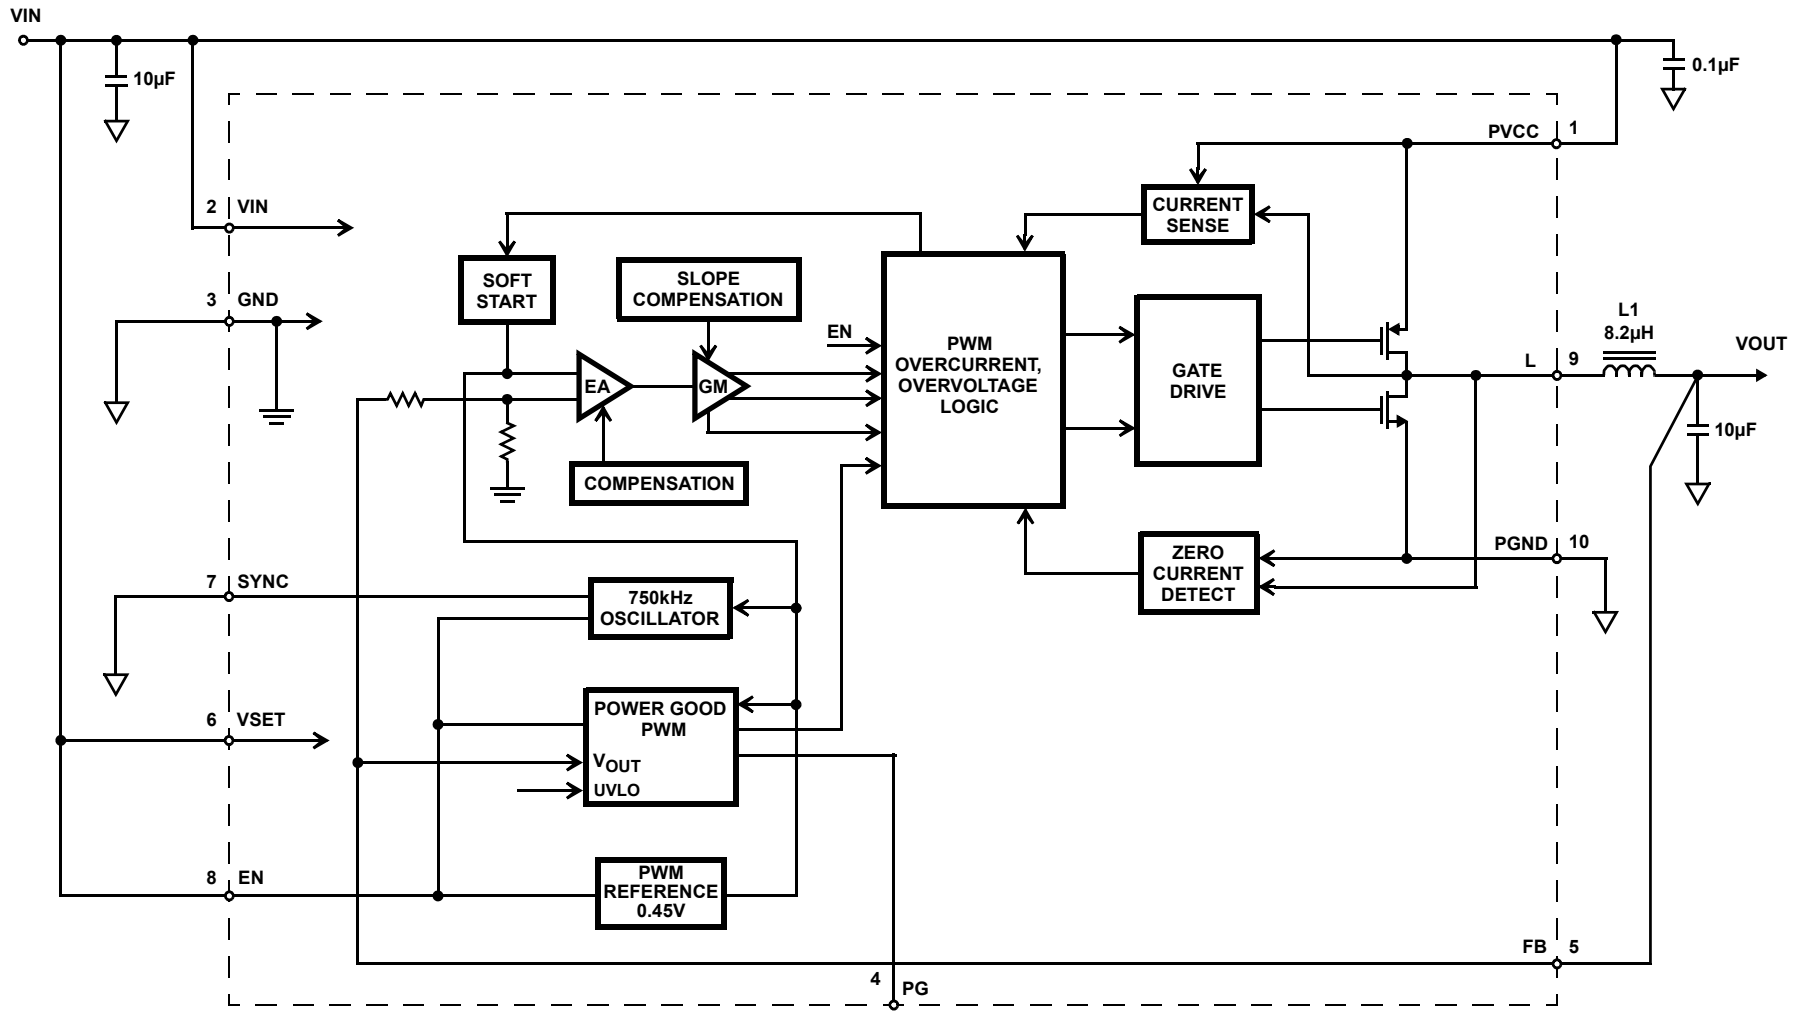 VIN
10µF
0.1µF
PVCC
1
CURRENT
SENSE
2
VIN
SOFT
START
SLOPE
COMPENSATION
3
GND
EN
PWM
OVERCURRENT,
OVERVOLTAGE
LOGIC
GATE
DRIVE
L1
8.2µH
VOUT
L
9
EA
GM
10µF
COMPENSATION
ZERO
CURRENT
DETECT
PGND
10
7
SYNC
750kHz
OSCILLATOR
6
VSET
POWER GOOD
PWM
VOUT
UVLO
8
EN
PWM
REFERENCE
0.45V
FB
5
4
PG